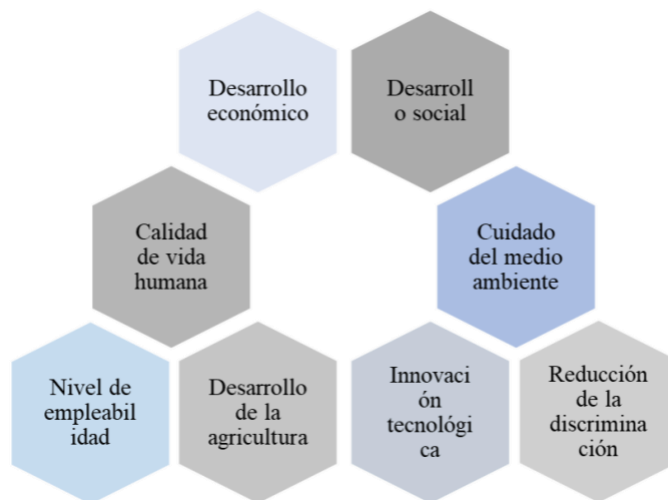 Desarrollo
económico
Desarroll
o social
Calidad
de vida
humana
Cuidado
del medio
ambiente
Nivel de
empleabil
idad
Desarrollo
de la
agricultura
Innovaci
ón
tecnológi
ca
Reducción
de la
discrimina
ción